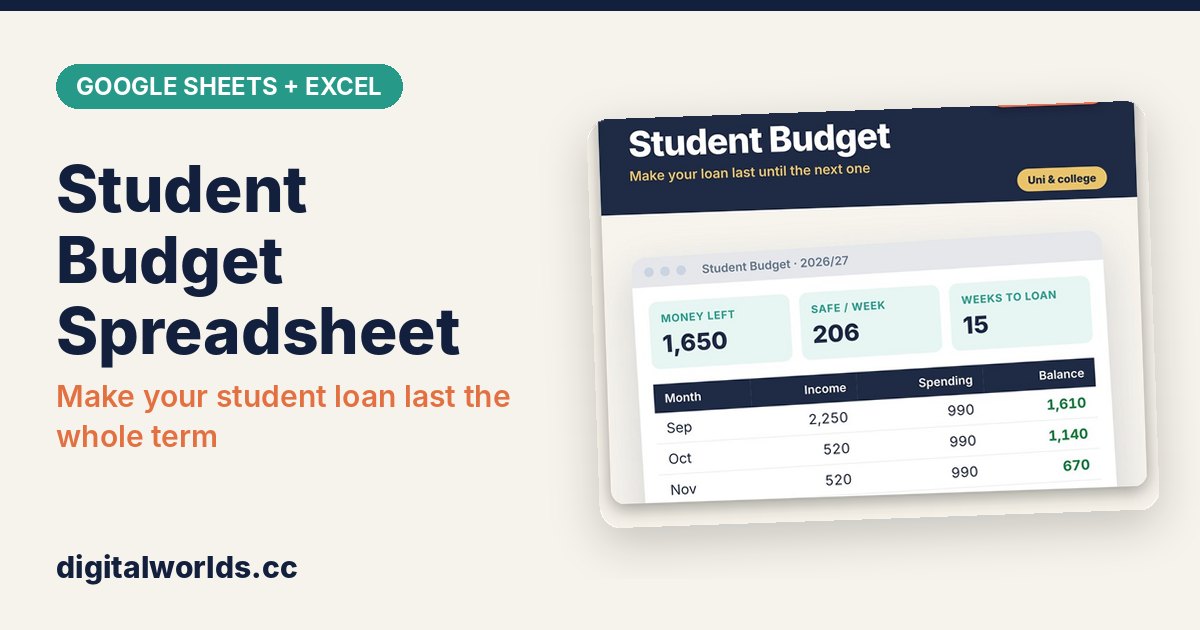 GOOGLE SHEETS + EXCEL
Student
Budget
Spreadsheet
Make your student loan last the
whole term
digitalworlds.cc
Student Budget
Make your loan last until the next one
Uni & college
Student Budget · 2026/27
MONEY LEFT
1,650
SAFE / WEEK
206
WEEKS TO LOAN
15
Month Income Spending Balance
Sep 2,250 990 1,610
Oct 520 990 1,140
Nov 520 990 670